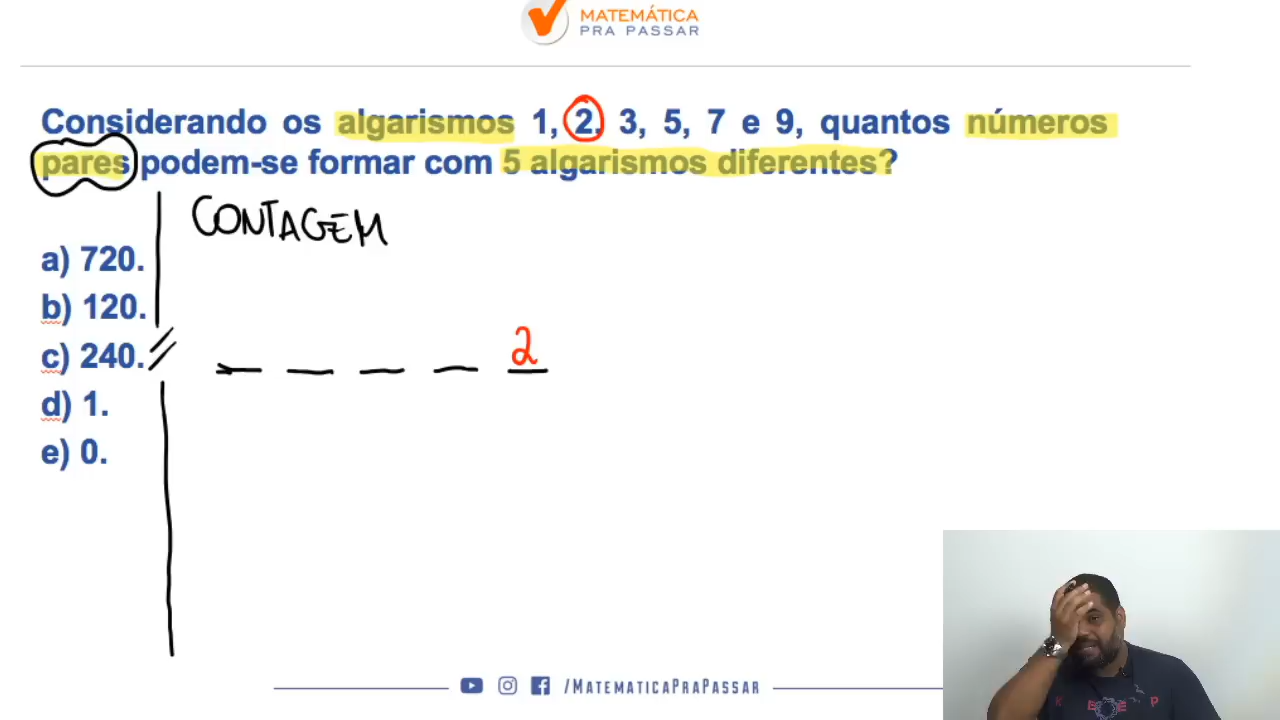 MATEMÁTICA
PRA PASSAR
Considerando os algarismos 1, 2, 3, 5, 7 e 9, quantos números
pares podem-se formar com 5 algarismos diferentes?
CONTAGEM
a) 720.
b) 120.
c) 240.
d) 1.
e) 0.
2
/MATEMATICAPRAPASSAR